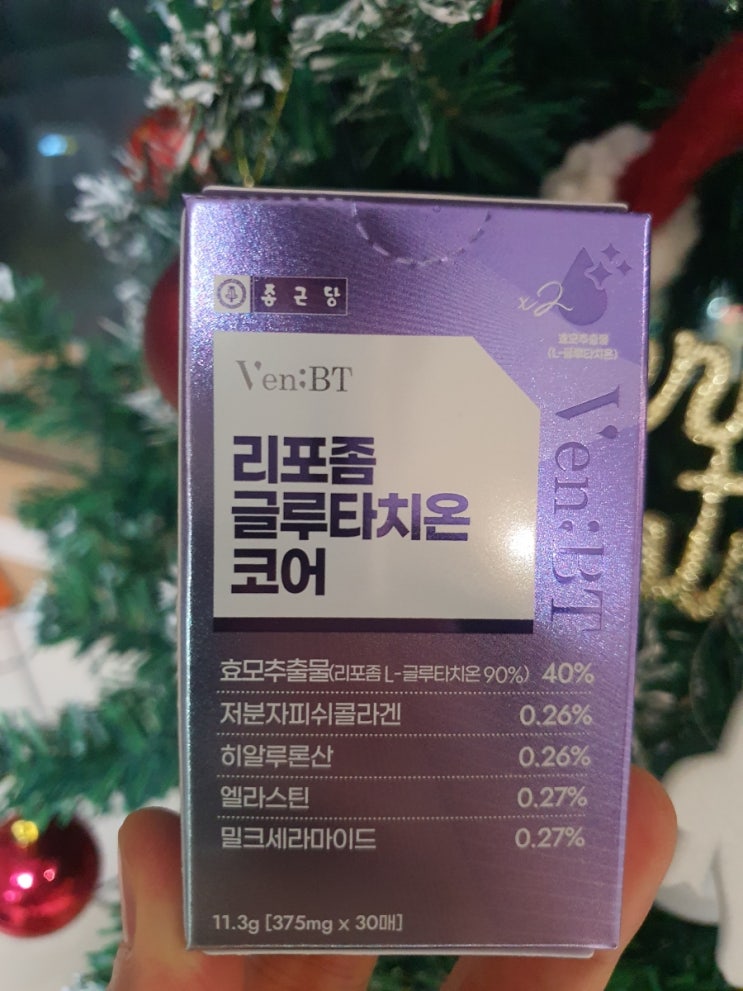 종근당
x2
효모추출물
(L-글루타치온)
Ven:BT
리포좀
글루타치온
코어
Ven:BT
효모추출물(리포좀 L-글루타치온 90%) 40%
저분자피쉬콜라겐 0.26%
히알루론산 0.26%
엘라스틴 0.27%
밀크세라마이드 0.27%
11.3g [375mg x 30매]